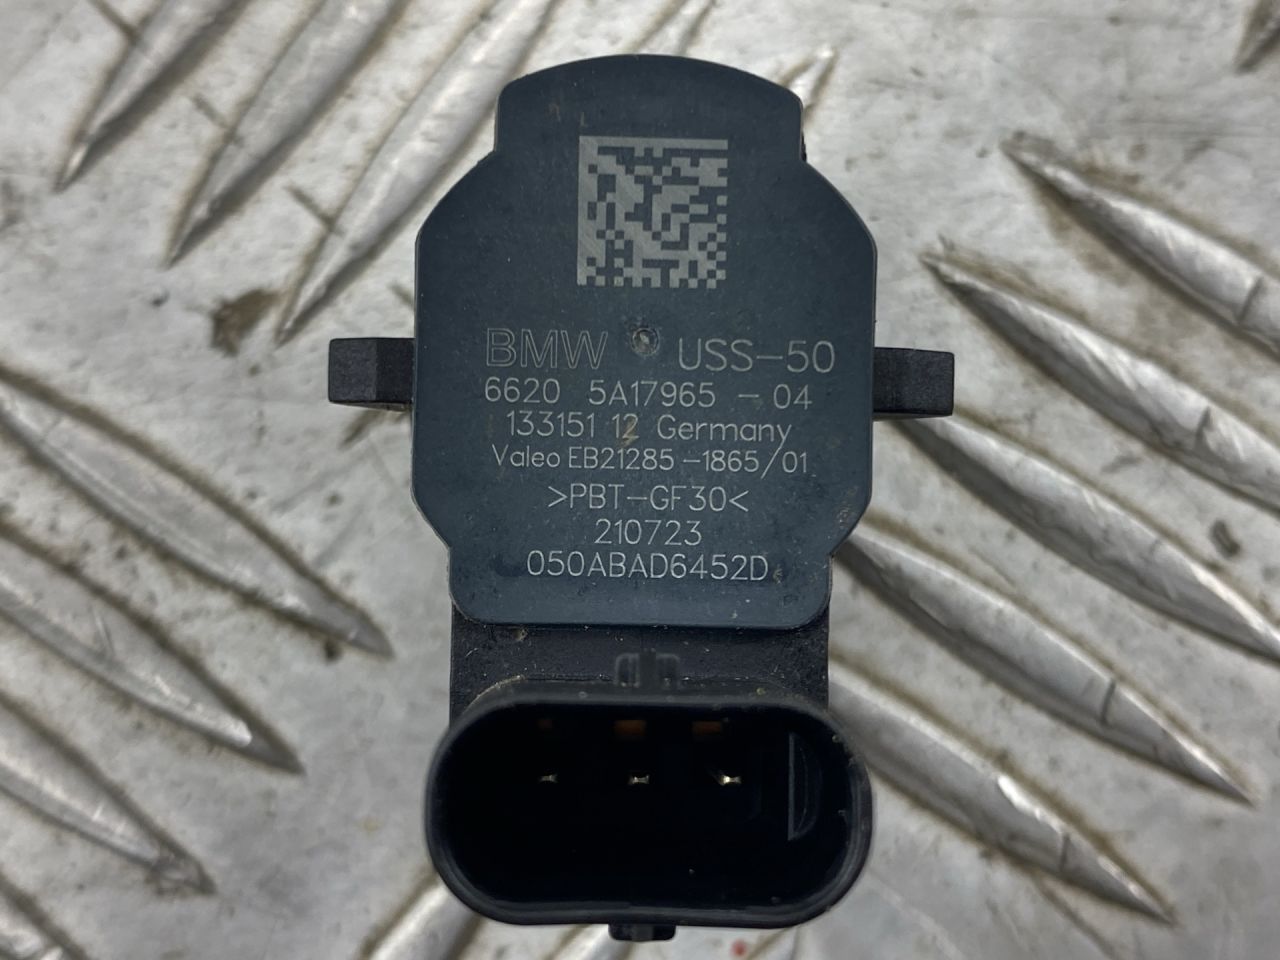 BMW USS-50
6620 5A17965-04
133151 12 Germany
Valeo EB21285-1865/01
>PBT-GF30<
210723
050ABAD6452D